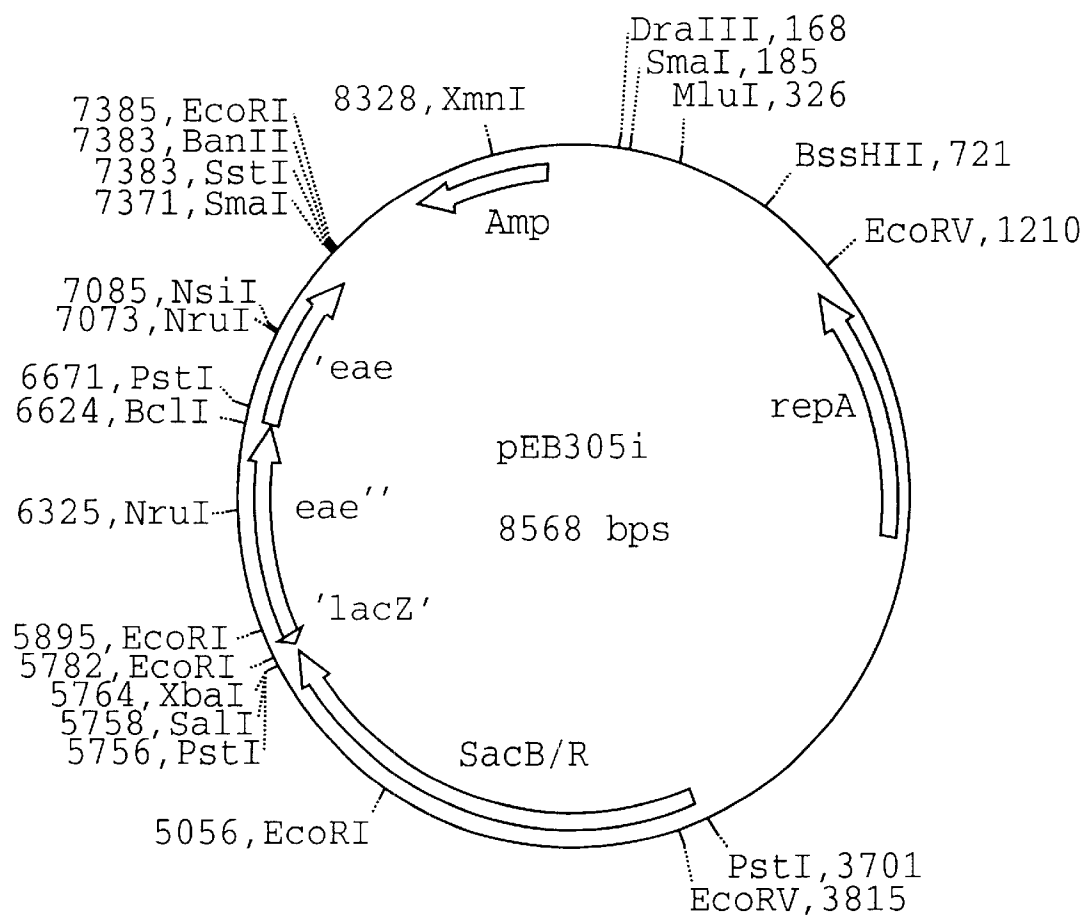 DraIII,168
SmaI,185
MluI,326
8328,XmnI
7385,EcoRI
7383,BanII
7383,SstI
7371,SmaI
BssHII,721
EcoRV,1210
Amp
7085,NsiI
7073,NruI
'eae
6671,PstI
6624,BclI
repA
pEB305i
6325,NruI
eae''
8568 bps
'lacZ'
5895,EcoRI
5782,EcoRI
5764,XbaI
5758,SalI
5756,PstI
SacB/R
5056,EcoRI
PstI,3701
EcoRV,3815